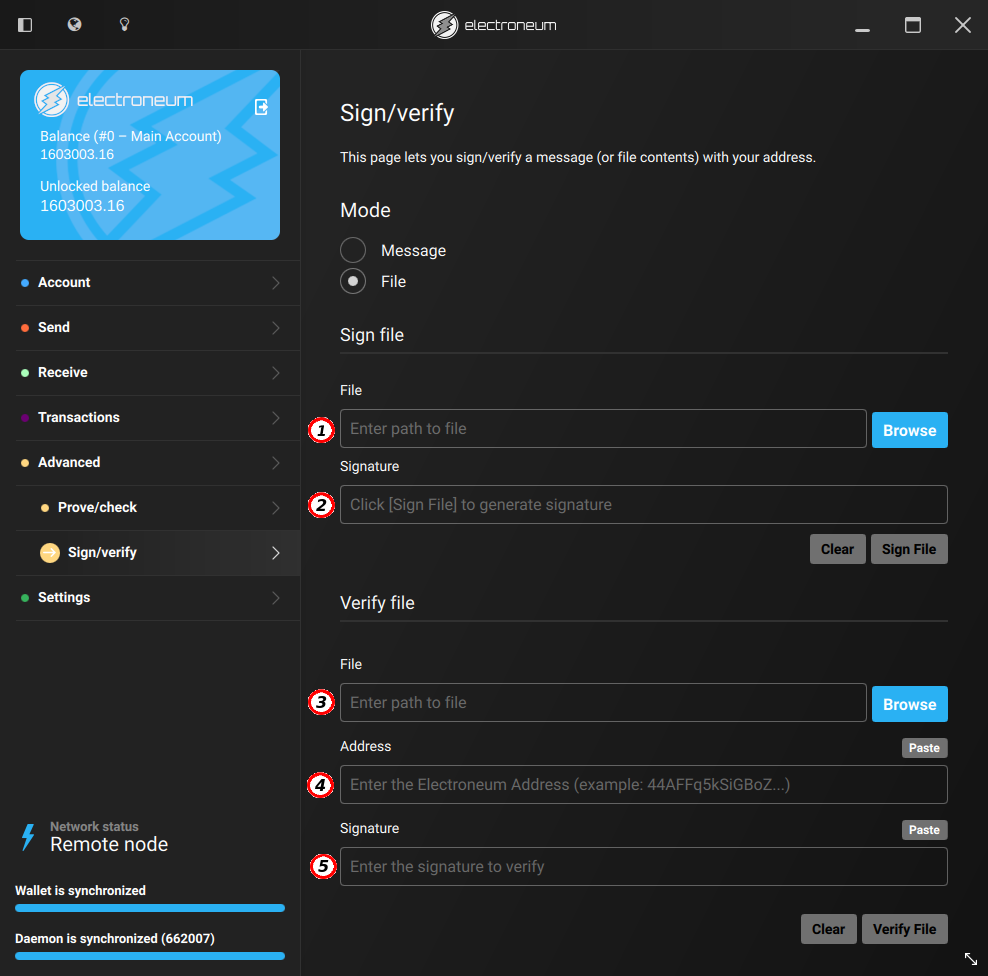 electroneum
electroneum
Balance (#0 – Main Account)
1603003.16
Unlocked balance
1603003.16
Account
Send
Receive
Transactions
Advanced
Prove/check
Sign/verify
Settings
Network status
Remote node
Wallet is synchronized
Daemon is synchronized (662007)
Sign/verify
This page lets you sign/verify a message (or file contents) with your address.
Mode
Message
File
Sign file
File
1 Enter path to file Browse
Signature
2 Click [Sign File] to generate signature
Clear Sign File
Verify file
File
3 Enter path to file Browse
Address Paste
4 Enter the Electroneum Address (example: 44AFFq5kSiGBoZ...)
Signature Paste
5 Enter the signature to verify
Clear Verify File